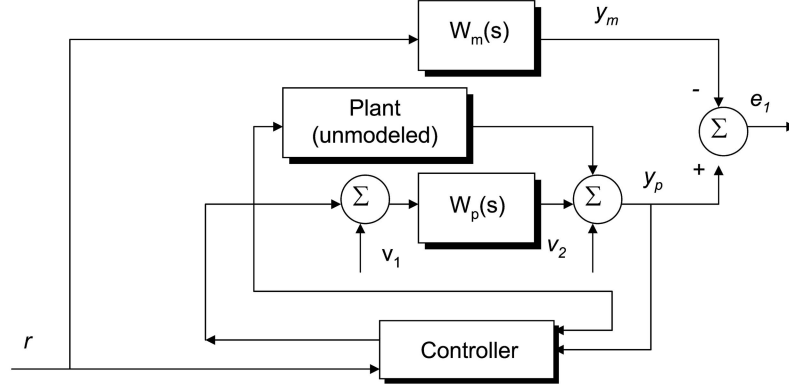 W_m(s)
y_m
-
e_1
Plant
(unmodeled)
Σ
+
y_p
Σ
W_p(s)
Σ
v_1
v_2
r
Controller